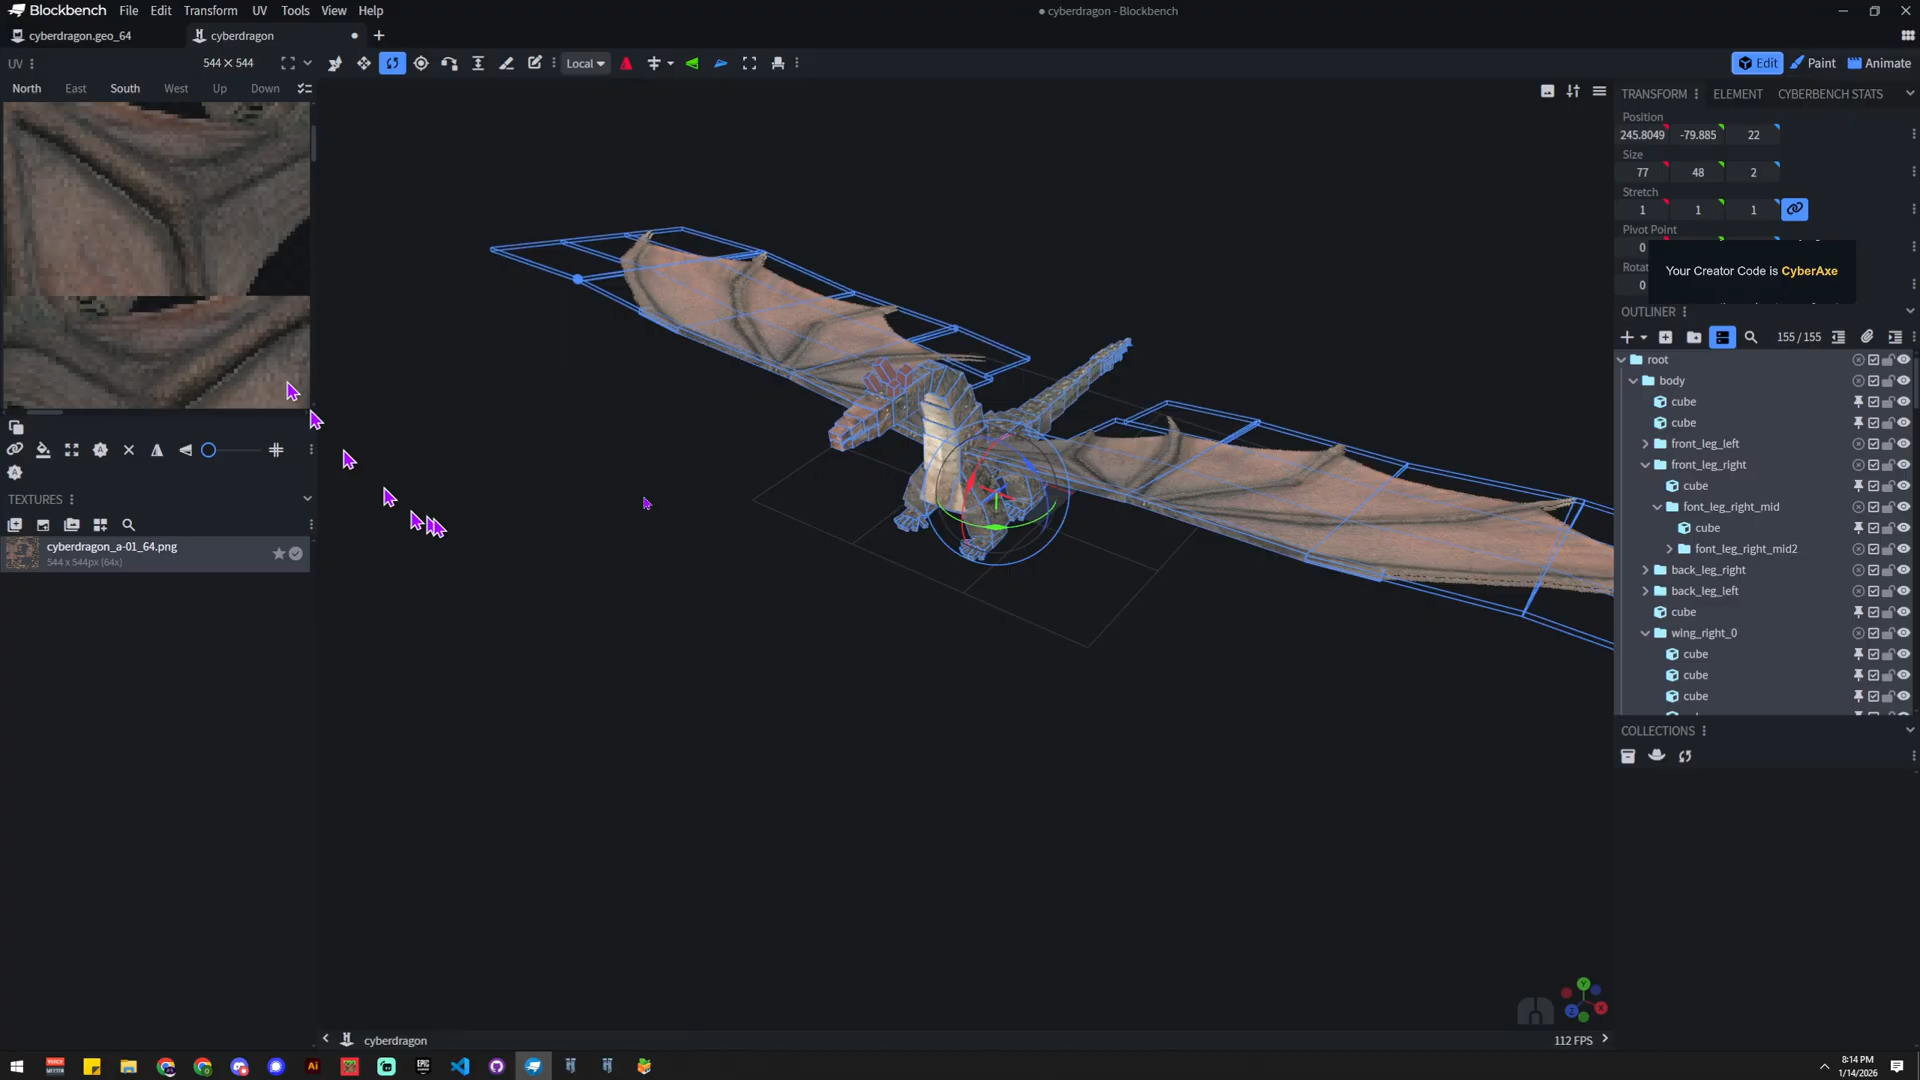 Blockbench File Edit Transform UV Tools View Help
● cyberdragon - Blockbench
cyberdragon.geo_64
cyberdragon
UV
544 × 544
Local
Edit
Paint
Animate
North East South West Up Down
TRANSFORM
ELEMENT
CYBERBENCH STATS
Position
245.8049 -79.885 22
Size
77 48 2
Stretch
1 1 1
Pivot Point
0
Your Creator Code is CyberAxe
0
OUTLINER
155 / 155
root
body
cube
cube
front_leg_left
front_leg_right
cube
font_leg_right_mid
cube
font_leg_right_mid2
back_leg_right
back_leg_left
cube
wing_right_0
cube
cube
cube
COLLECTIONS
TEXTURES
cyberdragon_a-01_64.png
544 x 544px (64x)
cyberdragon
112 FPS
8:14 PM
1/14/2026